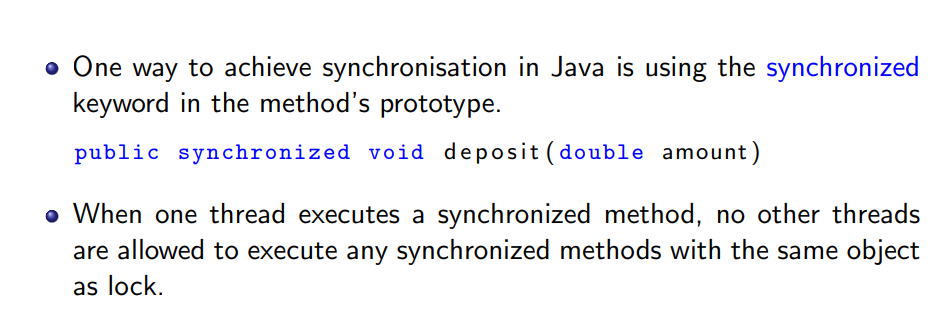 One way to achieve synchronisation in Java is using the synchronized
keyword in the method's prototype.
public synchronized void deposit(double amount)
When one thread executes a synchronized method, no other threads
are allowed to execute any synchronized methods with the same object
as lock.